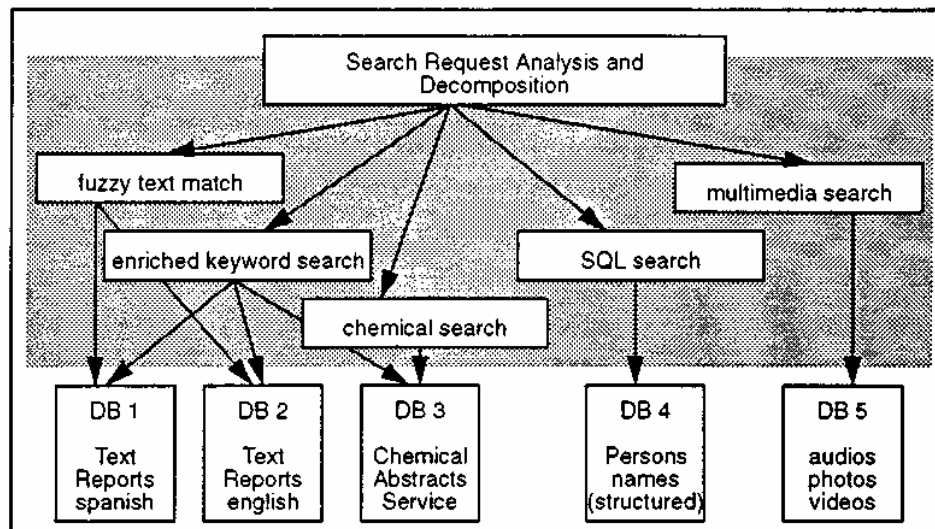 Search Request Analysis and
Decomposition
fuzzy text match
multimedia search
enriched keyword search
SQL search
chemical search
DB 1
Text
Reports
spanish
DB 2
Text
Reports
english
DB 3
Chemical
Abstracts
Service
DB 4
Persons
names
(structured)
DB 5
audios
photos
videos